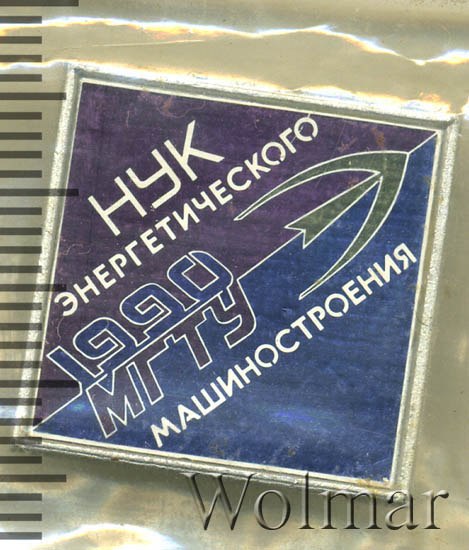 НУК
ЭНЕРГЕТИЧЕСКОГО
1990
МГТУ
МАШИНОСТРОЕНИЯ
Wolmar